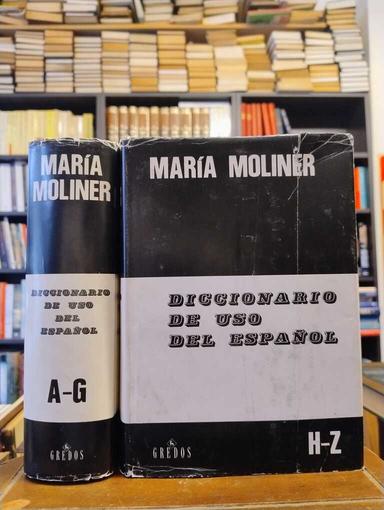 MARÍA
MOLINER
DICCIONARIO
DE USO
DEL
ESPAÑOL
A-G
GREDOS
MARÍA MOLINER
DICCIONARIO
DE USO
DEL ESPAÑOL
H-Z
GREDOS